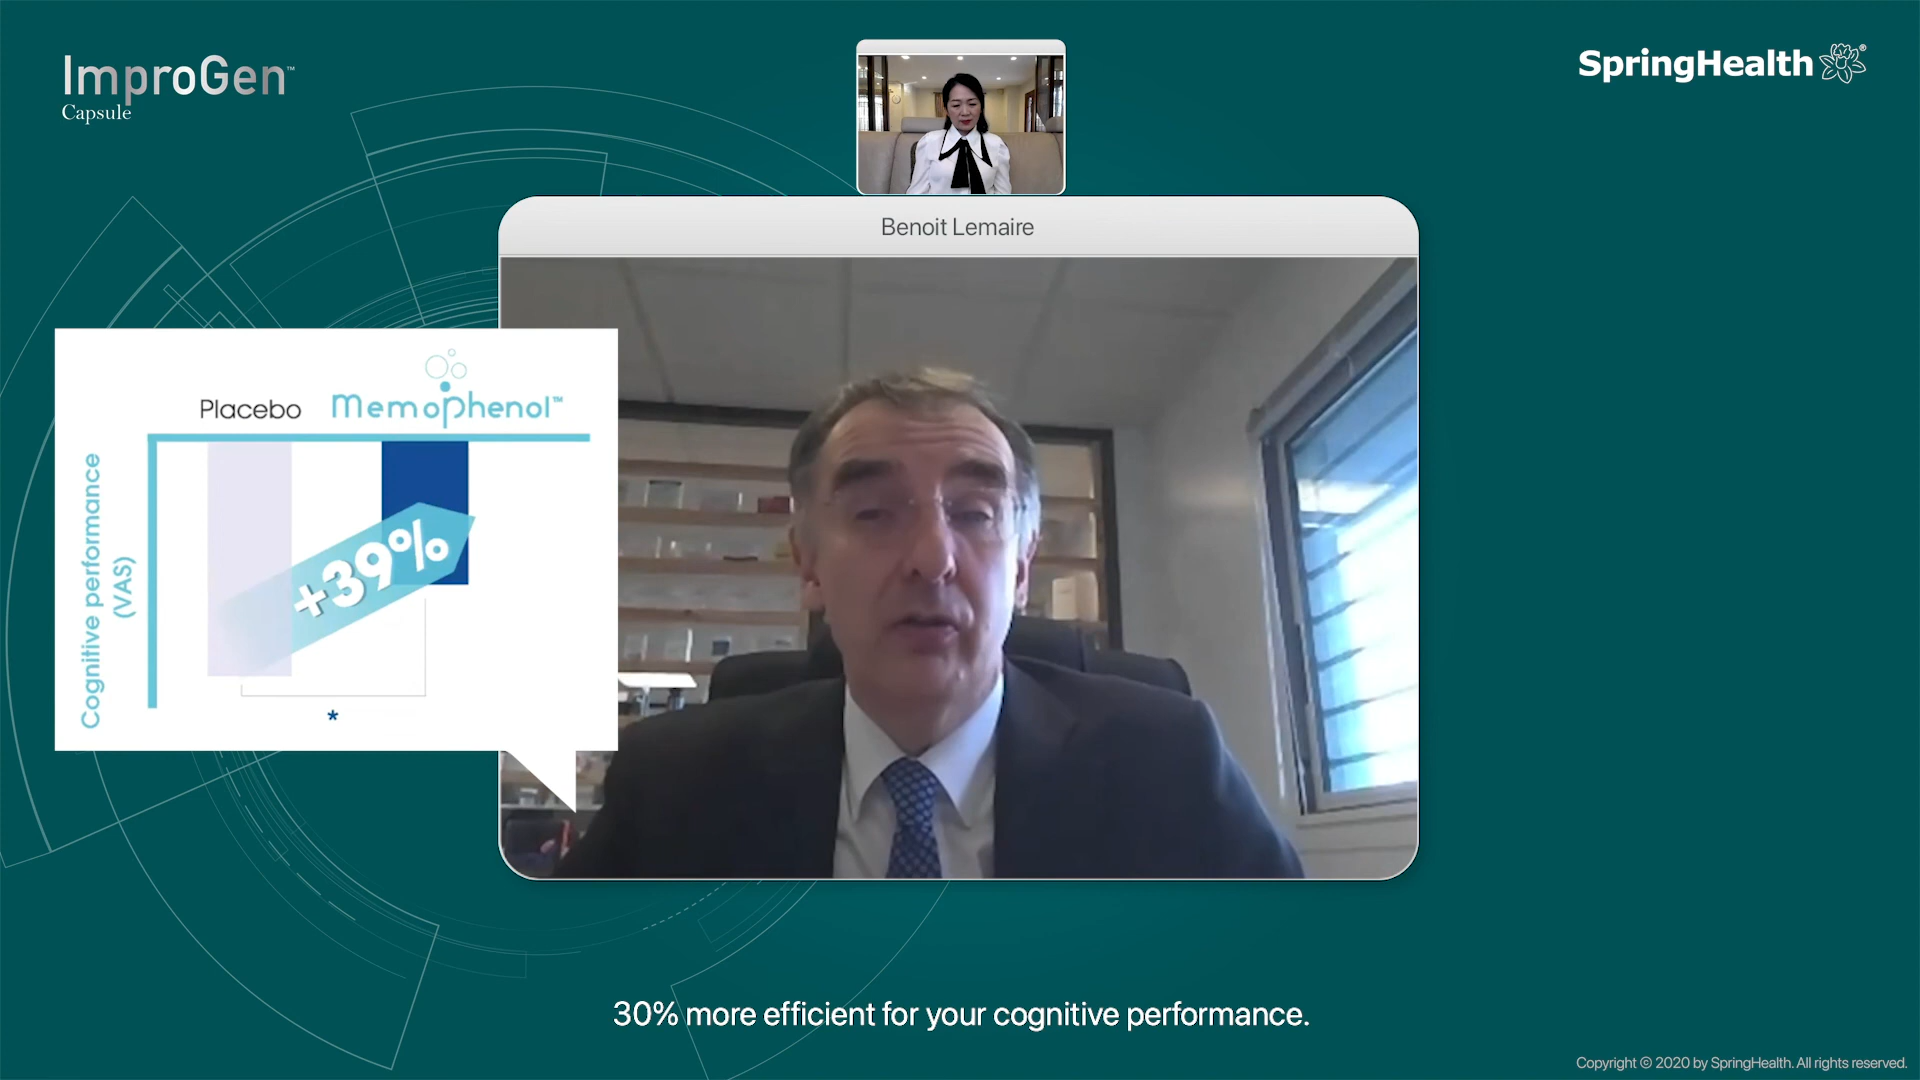 ImproGen™
Capsule
SpringHealth®
Benoit Lemaire
Placebo
Memophenol™
Cognitive performance
(VAS)
+39%
*
30% more efficient for your cognitive performance.
Copyright © 2020 by SpringHealth. All rights reserved.